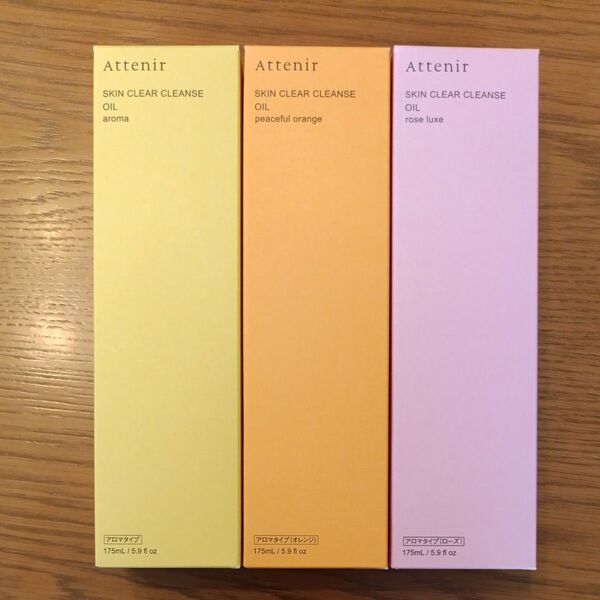 Attenir
SKIN CLEAR CLEANSE
OIL
aroma
アロマタイプ
175mL / 5.9 fl oz
Attenir
SKIN CLEAR CLEANSE
OIL
peaceful orange
アロマタイプ(オレンジ)
175mL / 5.9 fl oz
Attenir
SKIN CLEAR CLEANSE
OIL
rose luxe
アロマタイプ(ローズ)
175mL / 5.9 fl oz